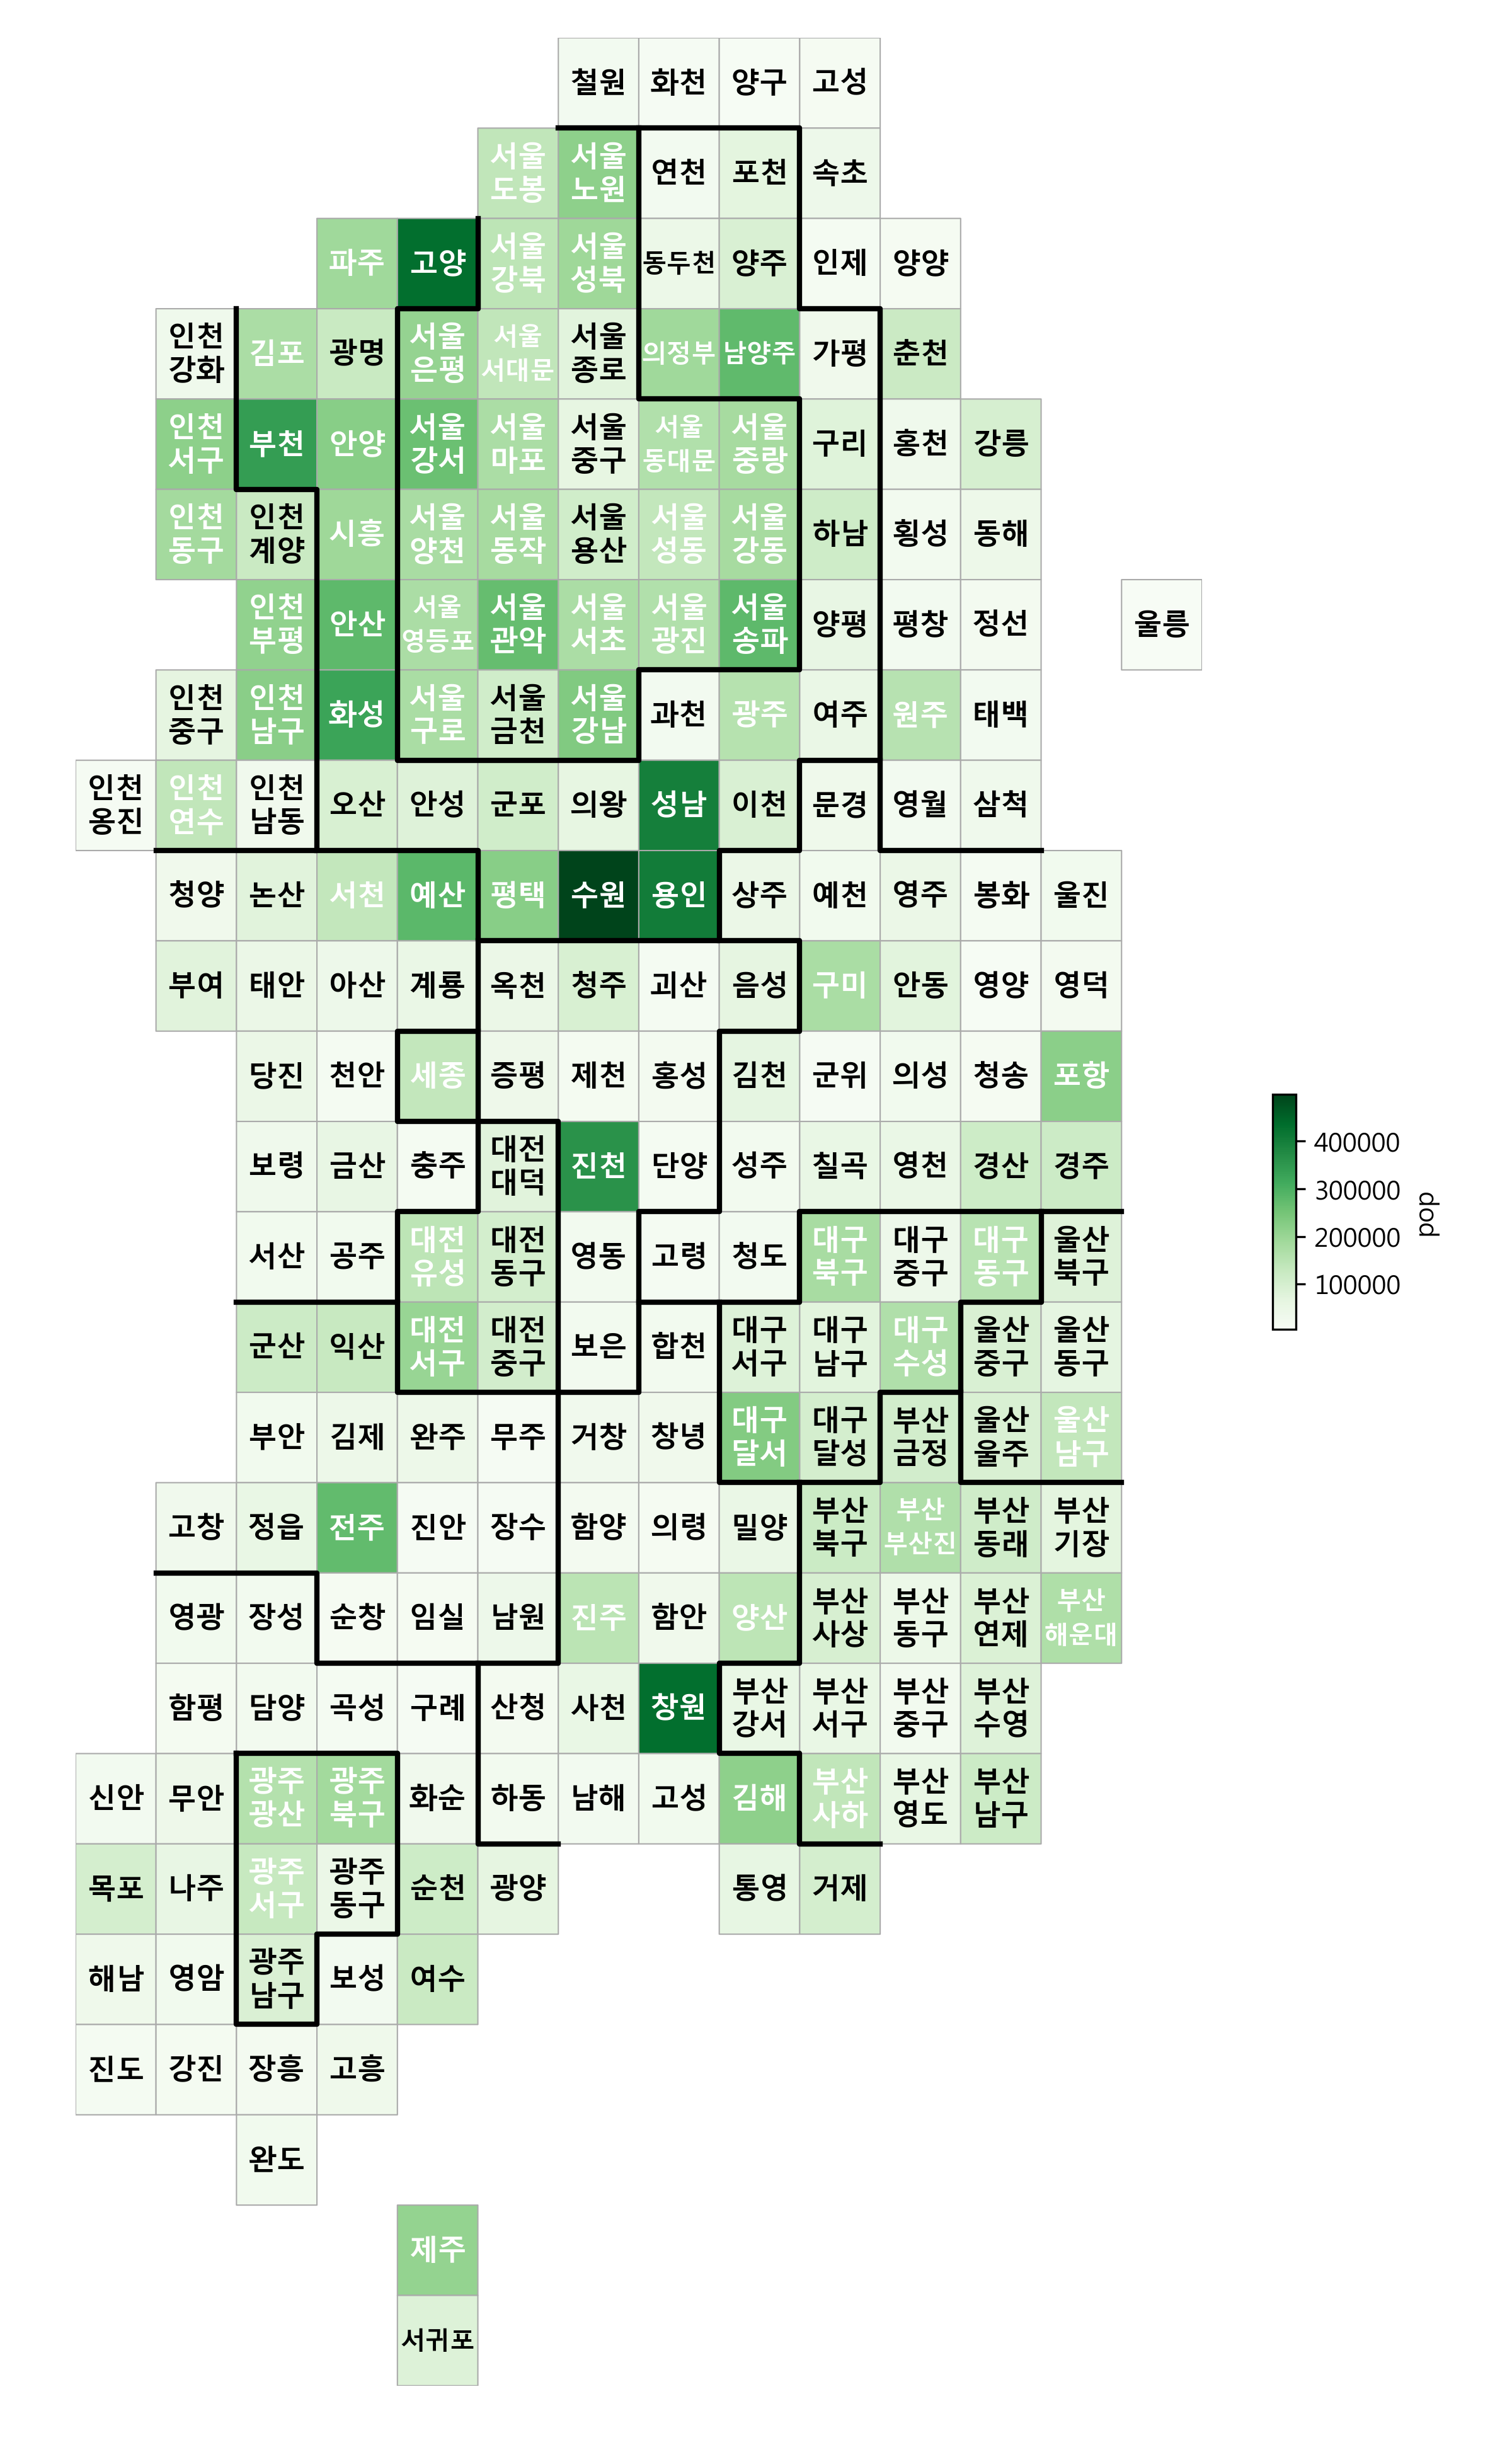 철원 화천 양구 고성
서울 서울
도봉 노원 연천 포천 속초
파주 고양 서울 서울 동두천 양주 인제 양양
강북 성북
인천 김포 광명 서울 서울 서울 의정부 남양주 가평 춘천
강화 은평 서대문 종로
인천 부천 안양 서울 서울 서울 서울 서울 구리 홍천 강릉
서구 강서 마포 중구 동대문 중랑
인천 인천 시흥 서울 서울 서울 서울 서울 하남 횡성 동해
동구 계양 양천 동작 용산 성동 강동
인천 안산 서울 서울 서울 서울 서울 양평 평창 정선 울릉
부평 영등포 관악 서초 광진 송파
인천 인천 화성 서울 서울 서울 과천 광주 여주 원주 태백
중구 남구 구로 금천 강남
인천 인천 인천 오산 안성 군포 의왕 성남 이천 문경 영월 삼척
옹진 연수 남동
청양 논산 서천 예산 평택 수원 용인 상주 예천 영주 봉화 울진
부여 태안 아산 계룡 옥천 청주 괴산 음성 구미 안동 영양 영덕
당진 천안 세종 증평 제천 홍성 김천 군위 의성 청송 포항
보령 금산 충주 대전 진천 단양 성주 칠곡 영천 경산 경주
대덕
서산 공주 대전 대전 영동 고령 청도 대구 대구 대구 울산
유성 동구 북구 중구 동구 북구
군산 익산 대전 대전 보은 합천 대구 대구 대구 울산 울산
서구 중구 서구 남구 수성 중구 동구
부안 김제 완주 무주 거창 창녕 대구 대구 부산 울산 울산
달서 달성 금정 울주 남구
고창 정읍 전주 진안 장수 함양 의령 밀양 부산 부산 부산 부산
북구 부산진 동래 기장
영광 장성 순창 임실 남원 진주 함안 양산 부산 부산 부산 부산
사상 동구 연제 해운대
함평 담양 곡성 구례 산청 사천 창원 부산 부산 부산 부산
강서 서구 중구 수영
신안 무안 광주 광주 화순 하동 남해 고성 김해 부산 부산 부산
광산 북구 사하 영도 남구
목포 나주 광주 광주 순천 광양 통영 거제
서구 동구
해남 영암 광주 보성 여수
남구
진도 강진 장흥 고흥
완도
제주
서귀포
400000
300000
200000
100000
pop